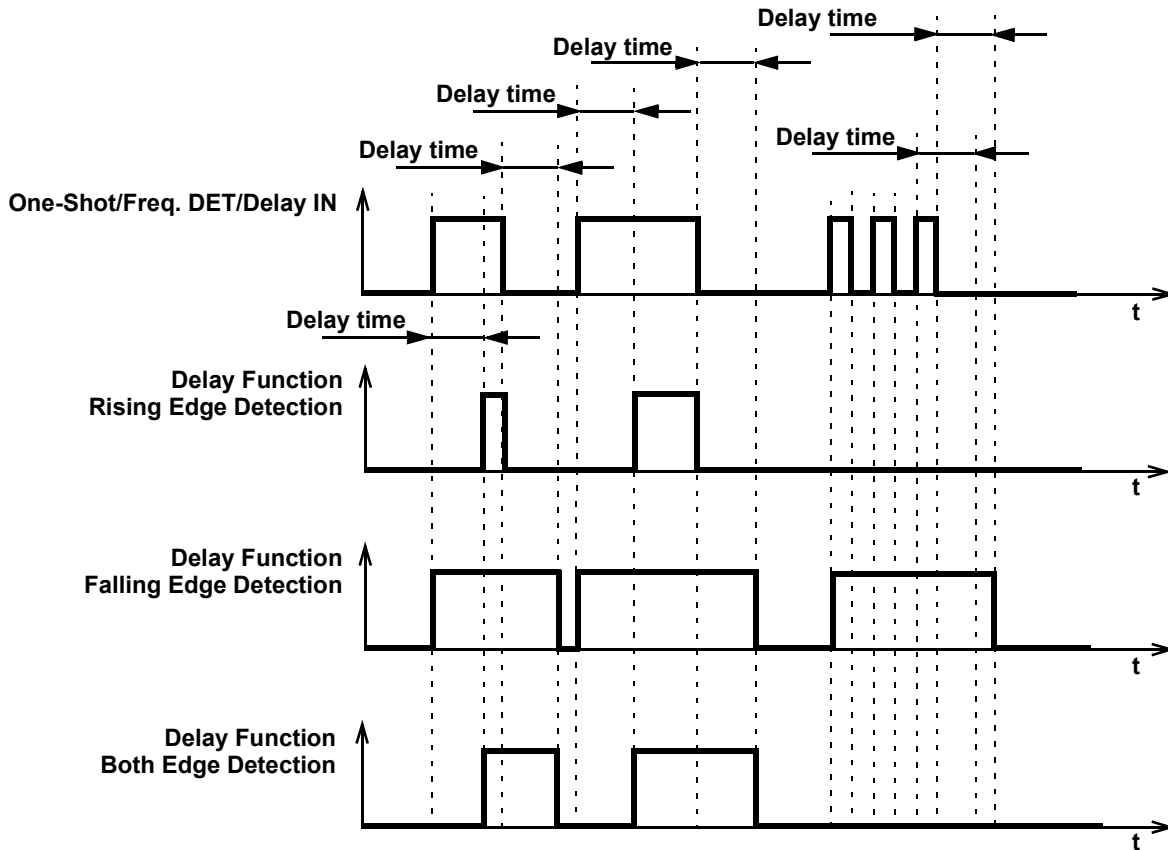 Delay time
Delay time
Delay time
Delay time
Delay time
One-Shot/Freq. DET/Delay IN
t
Delay time
Delay Function
Rising Edge Detection
t
Delay Function
Falling Edge Detection
t
Delay Function
Both Edge Detection
t